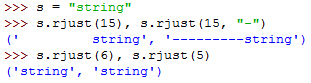 >>> s = "string"
>>> s.rjust(15), s.rjust(15, "-")
('         string', '---------string')
>>> s.rjust(6), s.rjust(5)
('string', 'string')